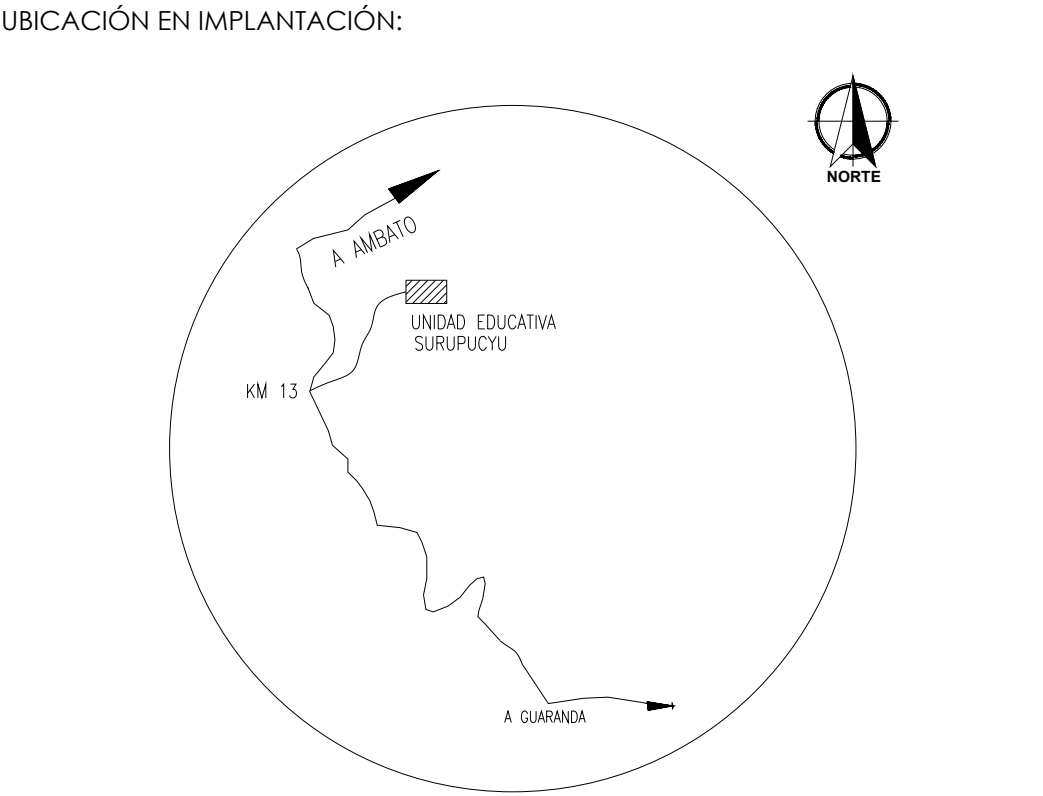 UBICACIÓN EN IMPLANTACIÓN:
NORTE
A AMBATO
UNIDAD EDUCATIVA
SURUPUCYU
KM 13
A GUARANDA